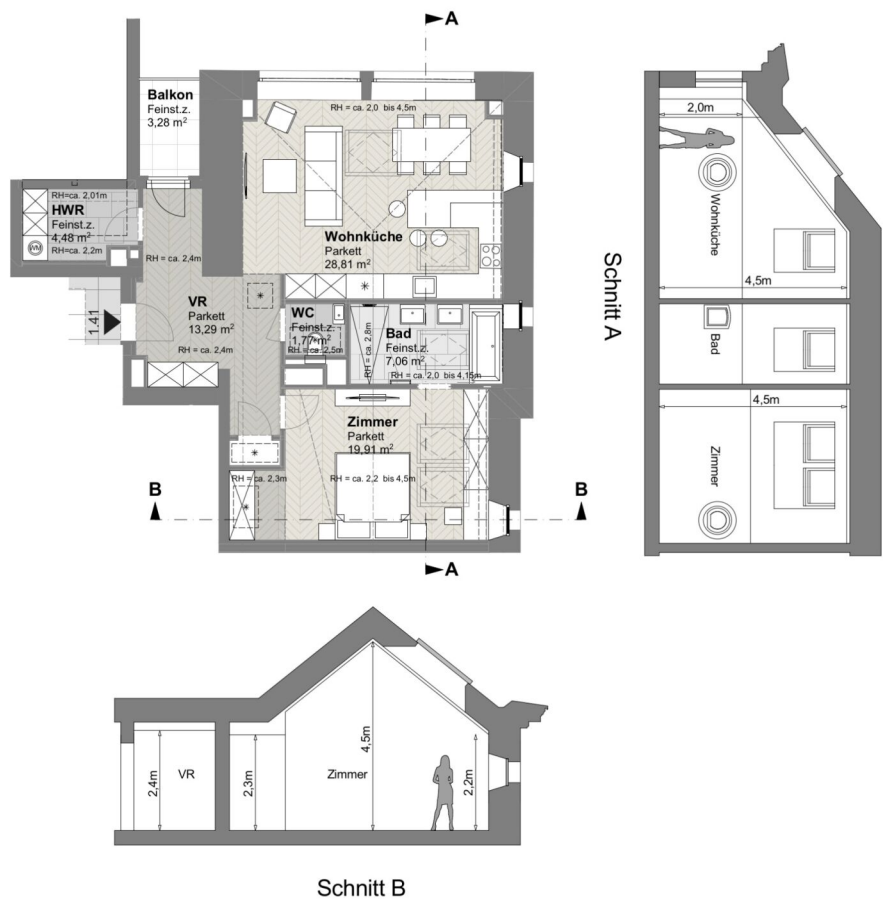 A
Balkon
Feinst.z.
3,28 m²
RH = ca. 2,0 bis 4,5m
RH=ca. 2,01m
HWR
Feinst.z.
4,48 m²
RH=ca. 2,2m
WM
RH = ca. 2,4m
Wohnküche
Parkett
28,81 m²
VR
Parkett
13,29 m²
1.41
RH = ca. 2,4m
WC
Feinst.z.
1,77 m²
RH = ca. 2,5m
RH = ca. 2,8m
Bad
Feinst.z.
7,06 m²
RH = ca. 2,0 bis 4,15m
Zimmer
Parkett
19,91 m²
RH = ca. 2,3m
RH = ca. 2,2 bis 4,5m
B
B
A
Schnitt A
2,0m
Wohnküche
4,5m
Bad
4,5m
Zimmer
2,4m
VR
2,3m
Zimmer
4,5m
2,2m
Schnitt B